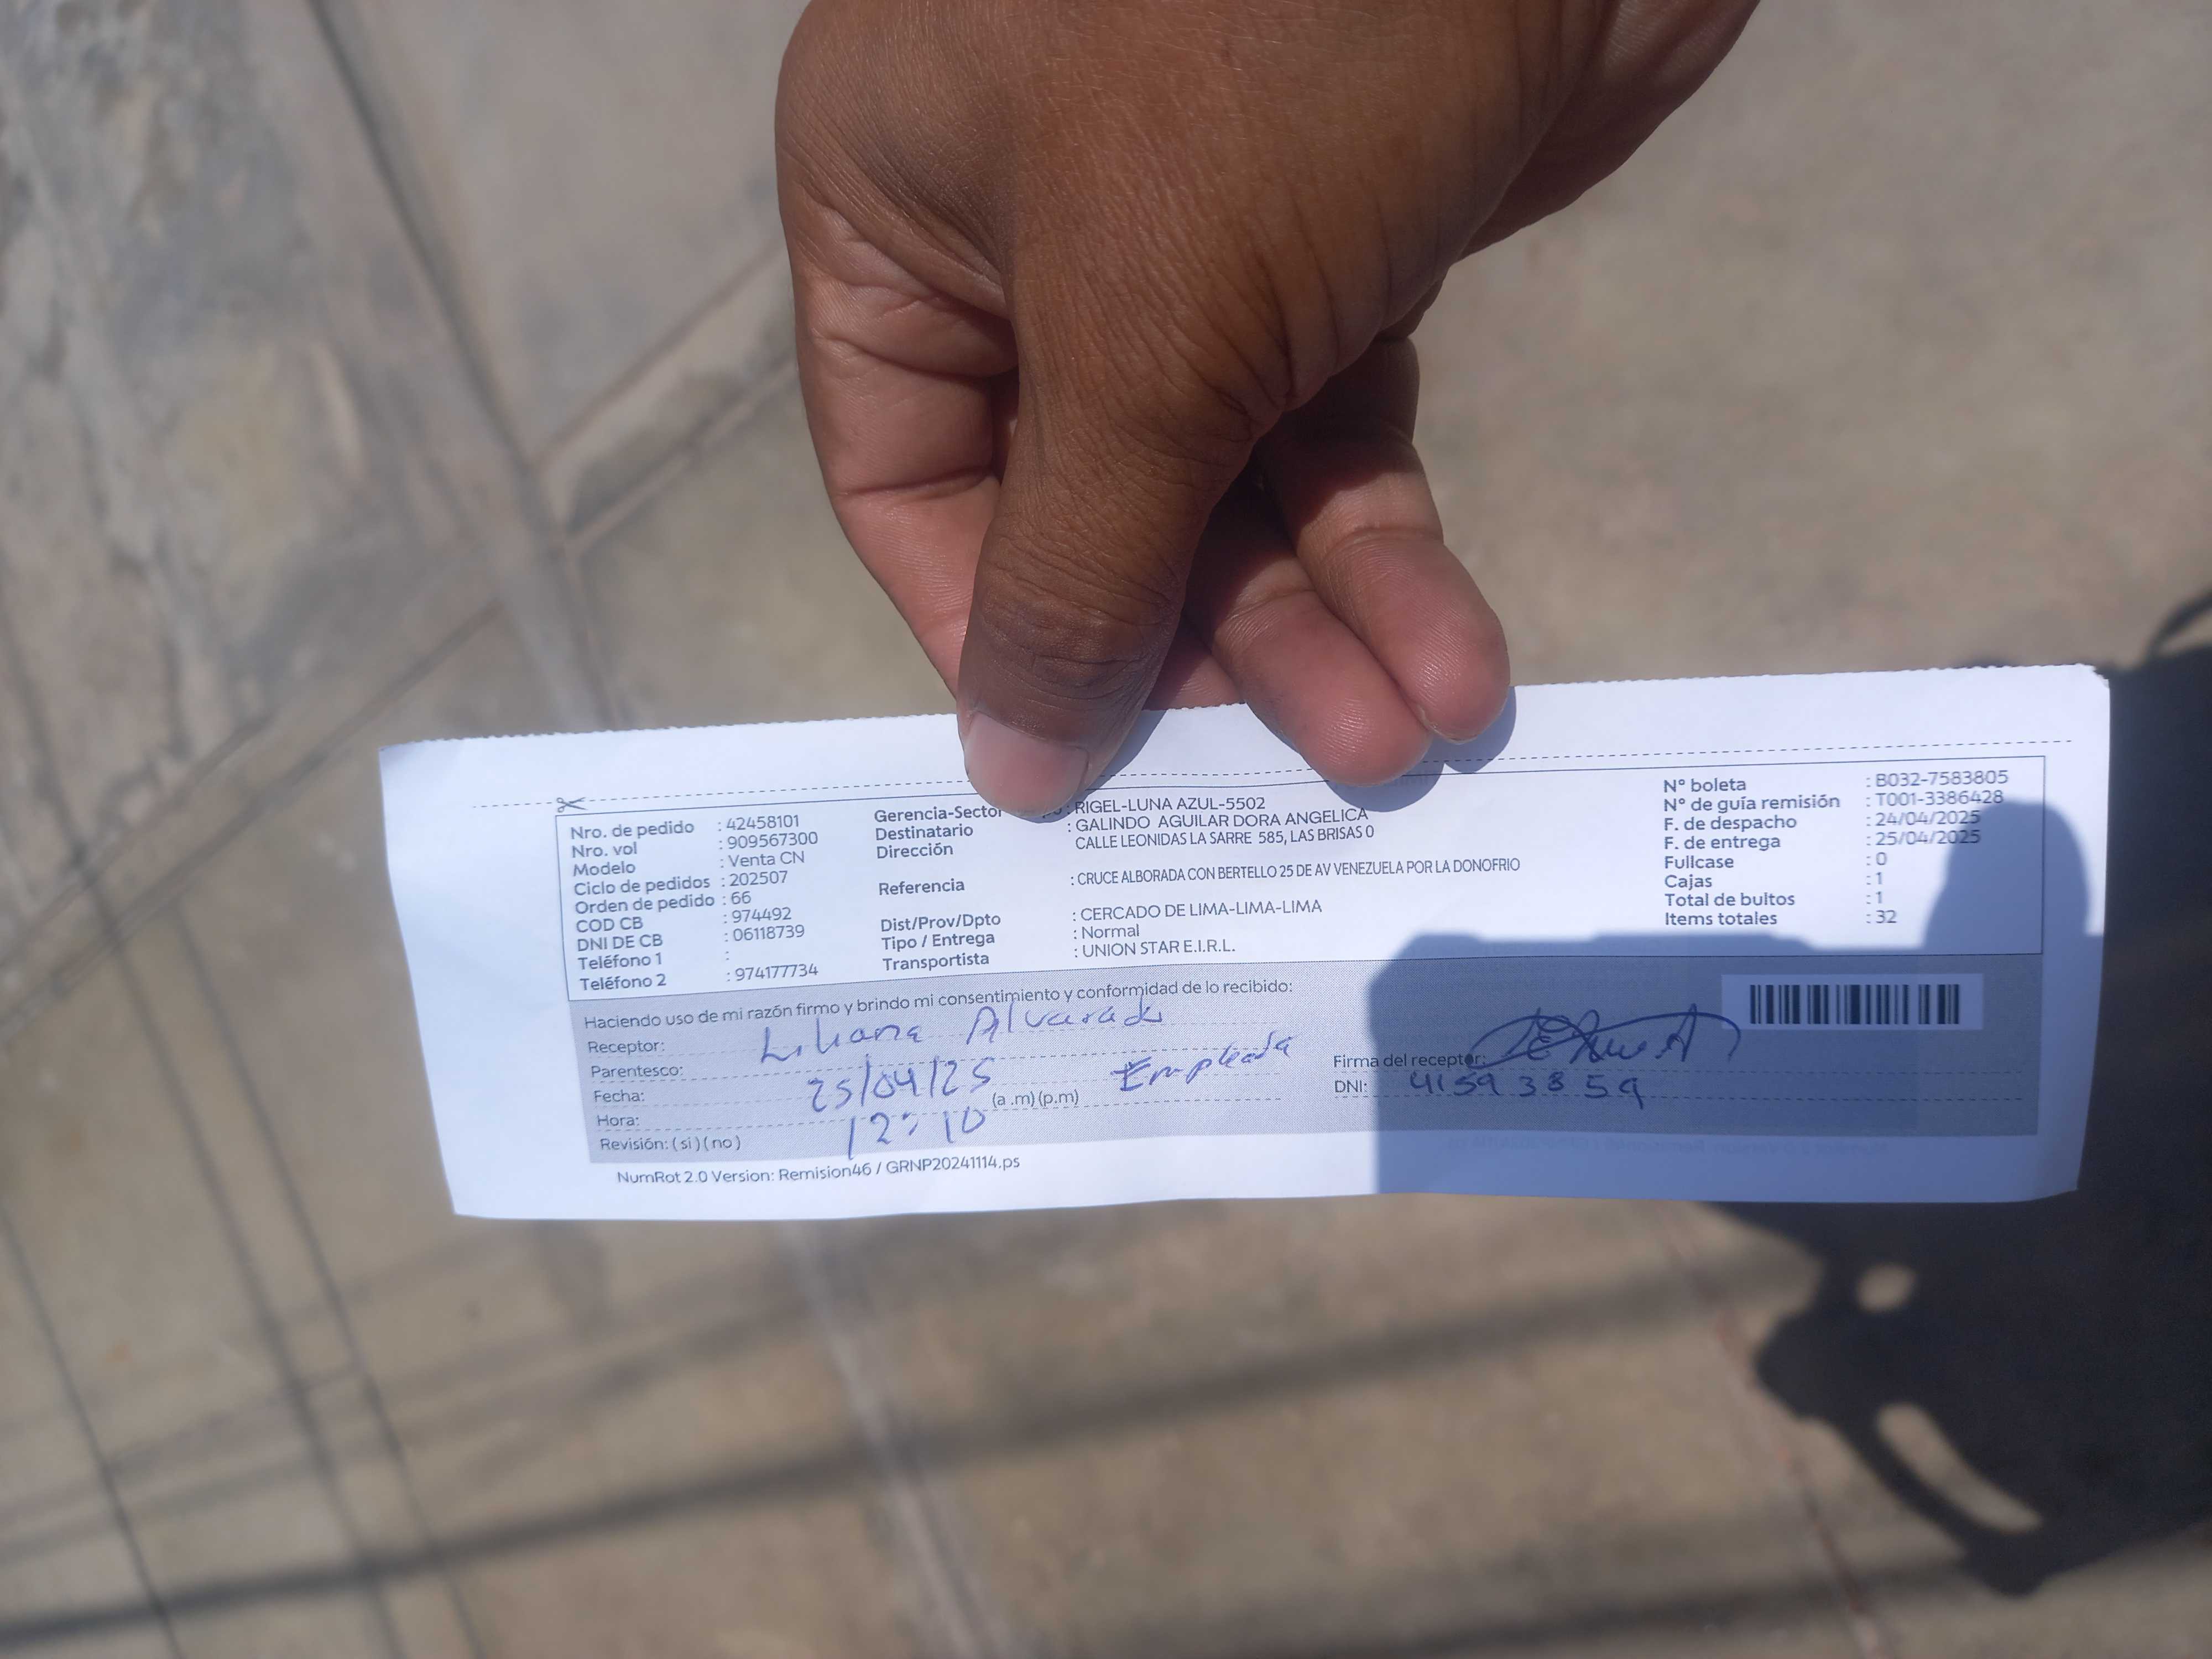 Nro. de pedido : 42458101
Nro. vol : 909567300
Modelo : Venta CN
Ciclo de pedidos : 202507
Orden de pedido : 66
COD CB : 974492
DNI DE CB : 06118739
Teléfono 1 :
Teléfono 2 : 974177734
Gerencia-Sector : RIGEL-LUNA AZUL-5502
Destinatario : GALINDO AGUILAR DORA ANGELICA
Dirección CALLE LEONIDAS LA SARRE 585, LAS BRISAS 0
Referencia : CRUCE ALBORADA CON BERTELLO 25 DE AV VENEZUELA POR LA DONOFRIO
Dist/Prov/Dpto : CERCADO DE LIMA-LIMA-LIMA
Tipo / Entrega : Normal
Transportista : UNION STAR E.I.R.L.
N° boleta : B032-7583805
N° de guía remisión : T001-3386428
F. de despacho : 24/04/2025
F. de entrega : 25/04/2025
Fullcase : 0
Cajas : 1
Total de bultos : 1
Items totales : 32
Haciendo uso de mi razón firmo y brindo mi consentimiento y conformidad de lo recibido:
Receptor: Liliana Alvarado
Parentesco: Empleada
Fecha: 25/04/25
Hora: 12:10 (a .m) (p.m)
Revisión: ( si ) ( no )
Firma del receptor:
DNI: 41593859
NumRot 2.0 Version: Remision46 / GRNP20241114.ps